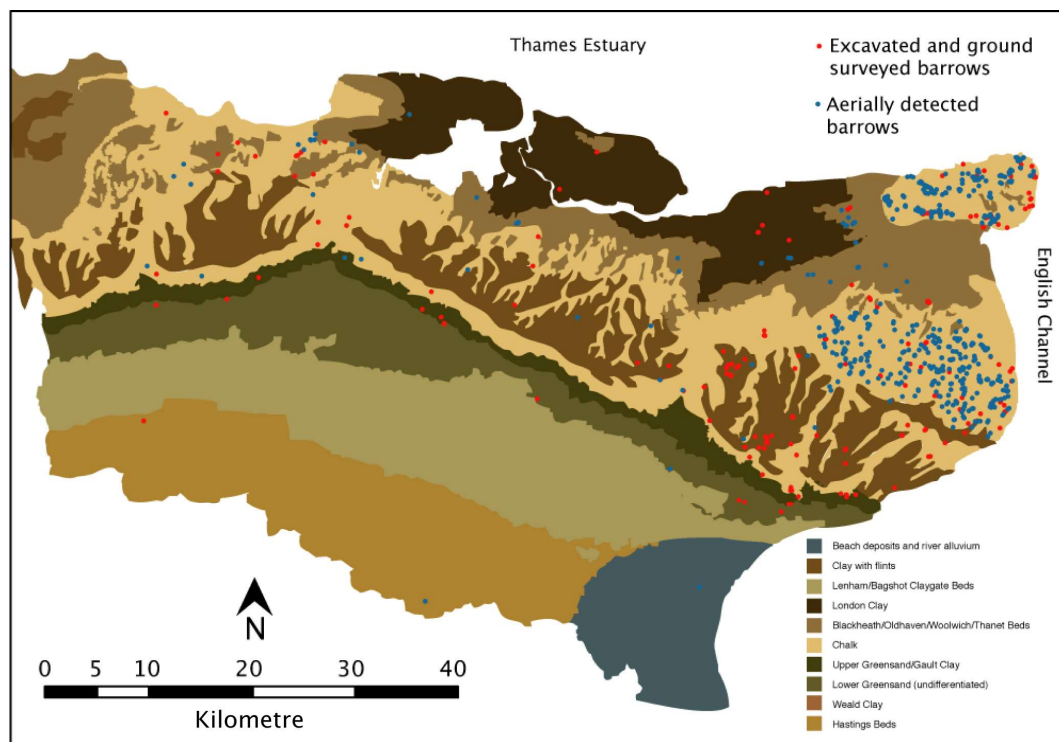 Thames Estuary
Excavated and ground
surveyed barrows
Aerially detected
barrows
English Channel
N
0 5 10 20 30 40
Kilometre
Beach deposits and river alluvium
Clay with flints
Lenham/Bagshot Claygate Beds
London Clay
Blackheath/Oldhaven/Woolwich/Thanet Beds
Chalk
Upper Greensand/Gault Clay
Lower Greensand (undifferentiated)
Weald Clay
Hastings Beds